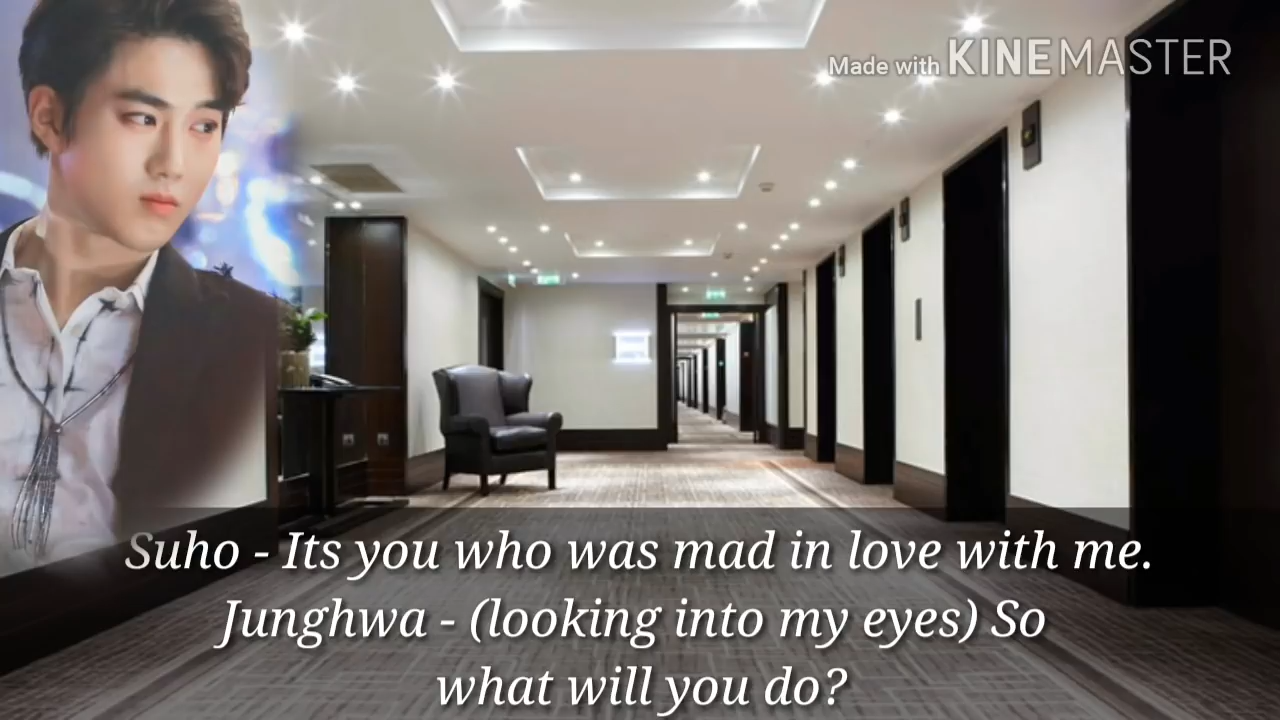 Made with KINEMASTER
Suho - Its you who was mad in love with me.
Junghwa - (looking into my eyes) So
what will you do?